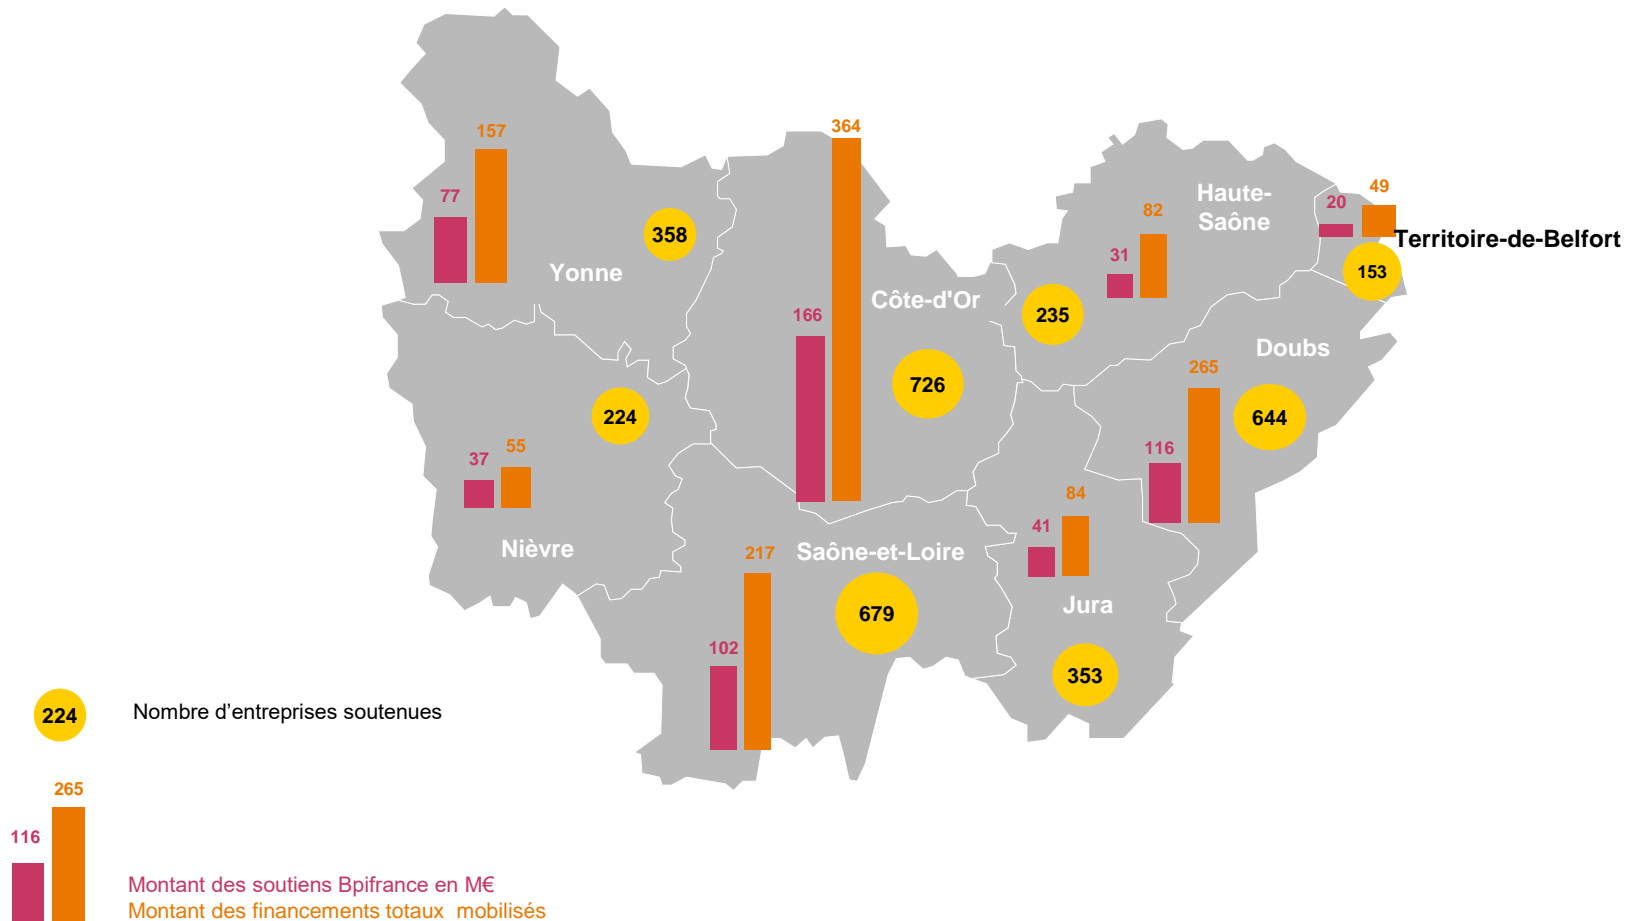 157
77
358
Yonne
364
166
Côte-d'Or
726
Haute-
Saône
82
31
235
49
20
Territoire-de-Belfort
153
Doubs
265
644
116
224
55
37
Nièvre
217
Saône-et-Loire
679
102
84
41
Jura
353
224
Nombre d’entreprises soutenues
265
116
Montant des soutiens Bpifrance en M€
Montant des financements totaux  mobilisés